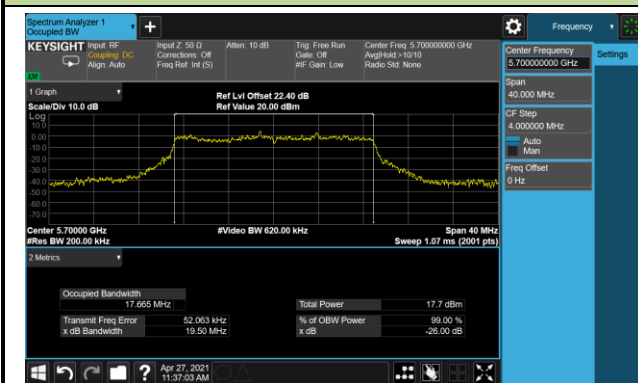 Spectrum Analyzer 1
Occupied BW
+
Frequency
KEYSIGHT
Input: RF
Coupling: DC
Align: Auto
Input Z: 50 Ω
Corrections: Off
Freq Ref: Int (S)
Atten: 10 dB
Trig: Free Run
Gate: Off
#IF Gain: Low
Center Freq: 5.700000000 GHz
Avg|Hold:>10/10
Radio Std: None
LW
Center Frequency
5.700000000 GHz
Settings
Span
40.000 MHz
CF Step
4.000000 MHz
Auto
Man
Freq Offset
0 Hz
1 Graph
Scale/Div 10.0 dB
Ref Lvl Offset 22.40 dB
Ref Value 20.00 dBm
Log
10.0
0.00
-10.0
-20.0
-30.0
-40.0
-50.0
-60.0
-70.0
Center 5.70000 GHz
#Res BW 200.00 kHz
#Video BW 620.00 kHz
Span 40 MHz
Sweep 1.07 ms (2001 pts)
2 Metrics
Occupied Bandwidth
17.665 MHz
Total Power 17.7 dBm
Transmit Freq Error 52.063 kHz
% of OBW Power 99.00 %
x dB Bandwidth 19.50 MHz
x dB -26.00 dB
?
Apr 27, 2021
11:37:03 AM